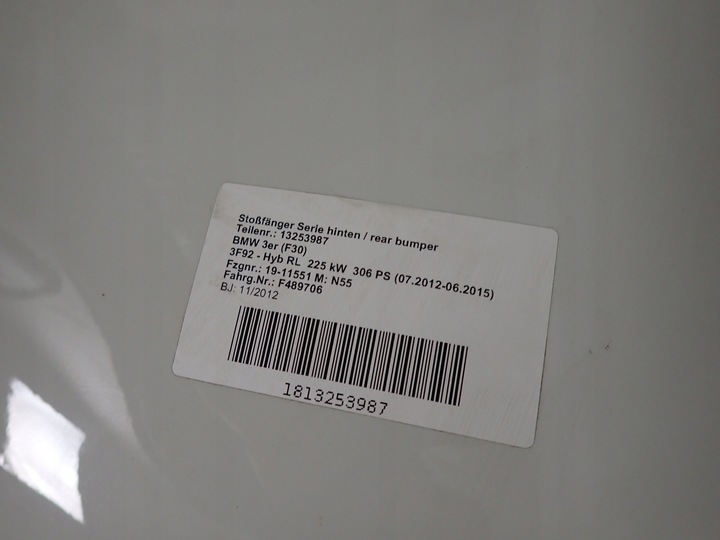 Stoßfänger Serie hinten / rear bumper
Teilenr.: 13253987
BMW 3er (F30)
3F92 - Hyb RL 225 kW 306 PS (07.2012-06.2015)
Fzgnr.: 19-11551 M: N55
Fahrg.Nr.: F489706
BJ: 11/2012
1813253987